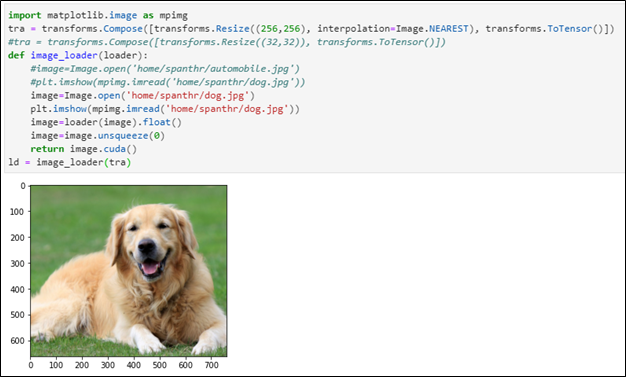 import matplotlib.image as mpimg
tra = transforms.Compose([transforms.Resize((256,256), interpolation=Image.NEAREST), transforms.ToTensor()])
#tra = transforms.Compose([transforms.Resize((32,32)), transforms.ToTensor()])
def image_loader(loader):
    #image=Image.open('home/spanthr/automobile.jpg')
    #plt.imshow(mpimg.imread('home/spanthr/dog.jpg'))
    image=Image.open('home/spanthr/dog.jpg')
    plt.imshow(mpimg.imread('home/spanthr/dog.jpg'))
    image=loader(image).float()
    image=image.unsqueeze(0)
    return image.cuda()
ld = image_loader(tra)
0
100
200
300
400
500
600
0 100 200 300 400 500 600 700